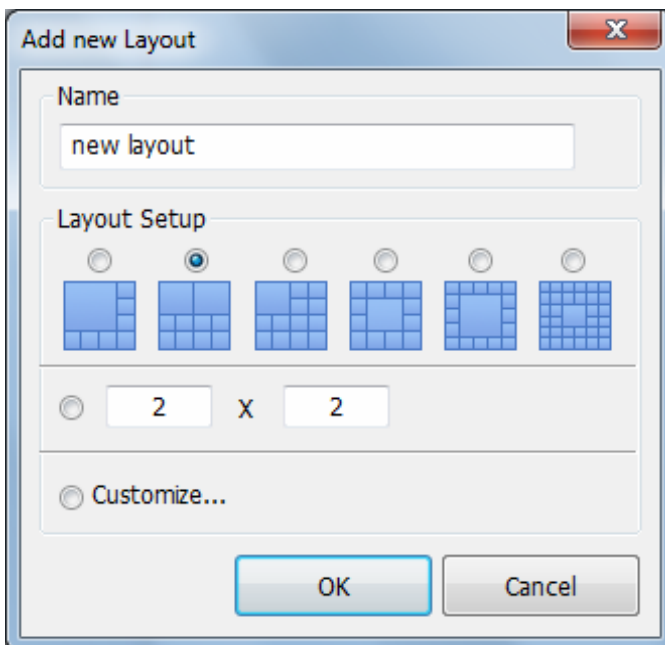 Add new Layout
Name
new layout
Layout Setup
2 X 2
Customize...
OK Cancel